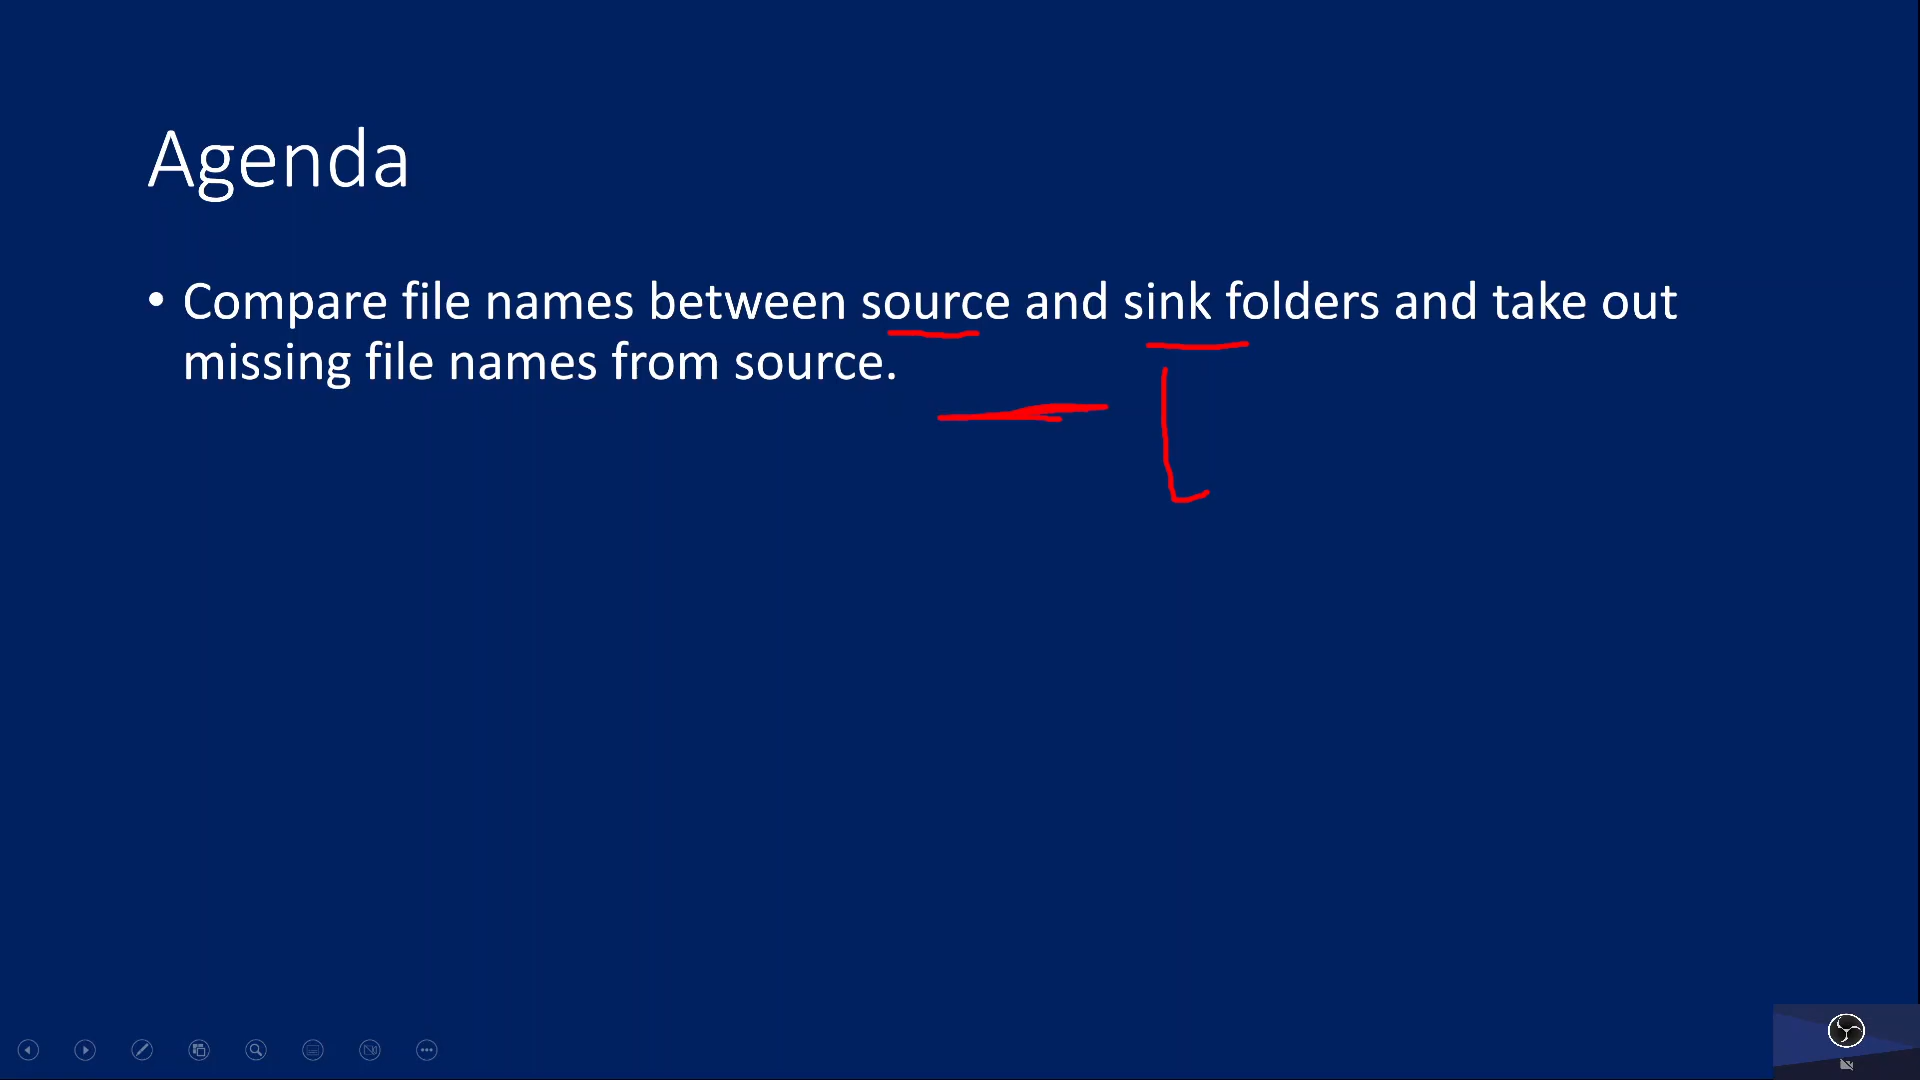 Agenda
• Compare file names between source and sink folders and take out
missing file names from source.